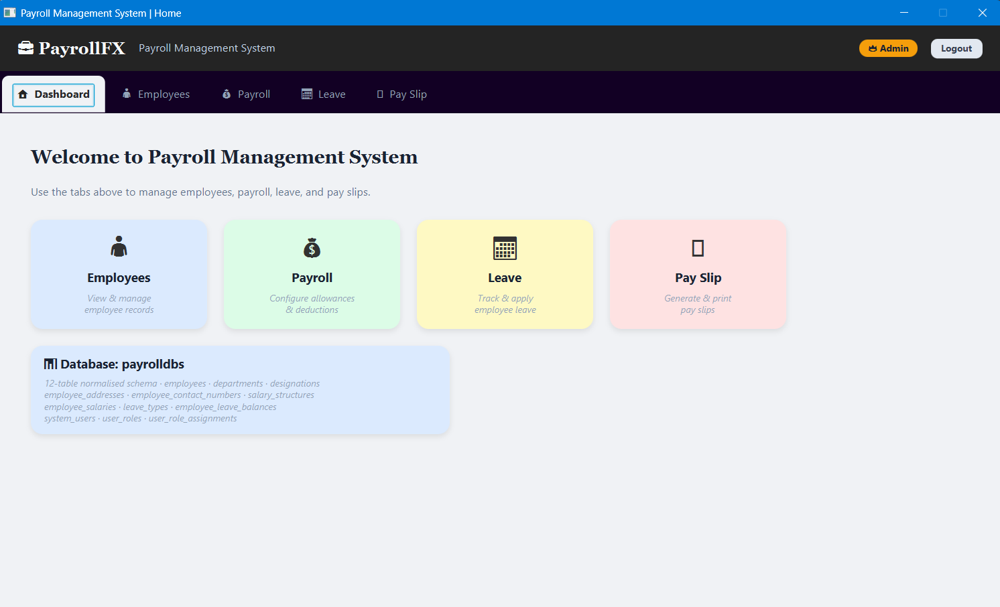 Payroll Management System | Home
PayrollFX Payroll Management System Admin Logout
Dashboard Employees Payroll Leave Pay Slip
Welcome to Payroll Management System
Use the tabs above to manage employees, payroll, leave, and pay slips.
Employees
View & manage
employee records
Payroll
Configure allowances
& deductions
Leave
Track & apply
employee leave
Pay Slip
Generate & print
pay slips
Database: payrolldbs
12-table normalised schema · employees · departments · designations
employee_addresses · employee_contact_numbers · salary_structures
employee_salaries · leave_types · employee_leave_balances
system_users · user_roles · user_role_assignments